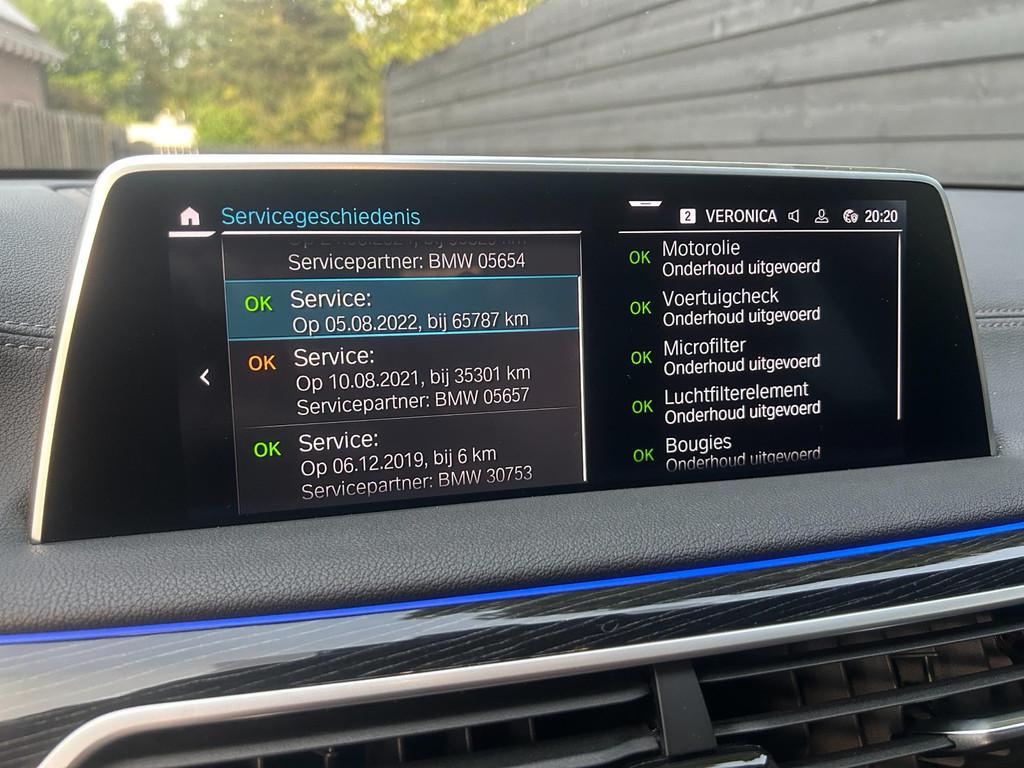 Servicegeschiedenis
2 VERONICA 20:20
Servicepartner: BMW 05654
OK Service:
Op 05.08.2022, bij 65787 km
OK Service:
Op 10.08.2021, bij 35301 km
Servicepartner: BMW 05657
OK Service:
Op 06.12.2019, bij 6 km
Servicepartner: BMW 30753
OK Motorolie
Onderhoud uitgevoerd
OK Voertuigcheck
Onderhoud uitgevoerd
OK Microfilter
Onderhoud uitgevoerd
OK Luchtfilterelement
Onderhoud uitgevoerd
OK Bougies
Onderhoud uitgevoerd